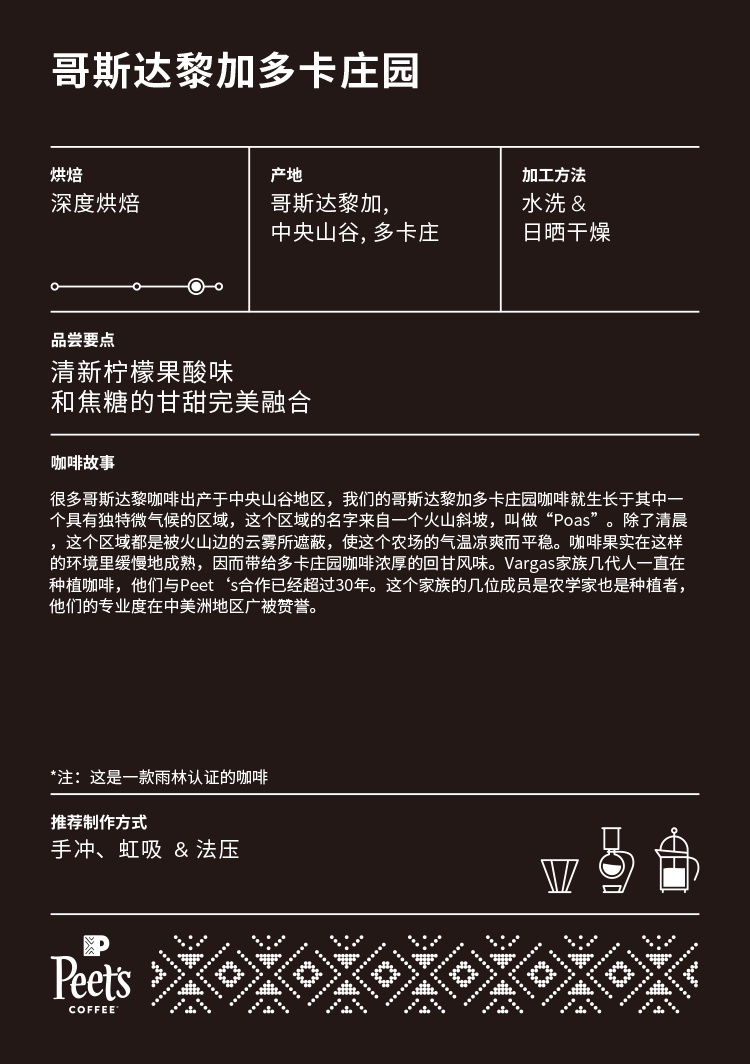 哥斯达黎加多卡庄园
烘焙
深度烘焙
产地
哥斯达黎加,
中央山谷, 多卡庄
加工方法
水洗 &
日晒干燥
品尝要点
清新柠檬果酸味
和焦糖的甘甜完美融合
咖啡故事
很多哥斯达黎咖啡出产于中央山谷地区，我们的哥斯达黎加多卡庄园咖啡就生长于其中一
个具有独特微气候的区域，这个区域的名字来自一个火山斜坡，叫做“Poas”。除了清晨
，这个区域都是被火山边的云雾所遮蔽，使这个农场的气温凉爽而平稳。咖啡果实在这样
的环境里缓慢地成熟，因而带给多卡庄园咖啡浓厚的回甘风味。Vargas家族几代人一直在
种植咖啡，他们与Peet‘s合作已经超过30年。这个家族的几位成员是农学家也是种植者，
他们的专业度在中美洲地区广被赞誉。
*注：这是一款雨林认证的咖啡
推荐制作方式
手冲、虹吸 & 法压
P
Peet's
COFFEE